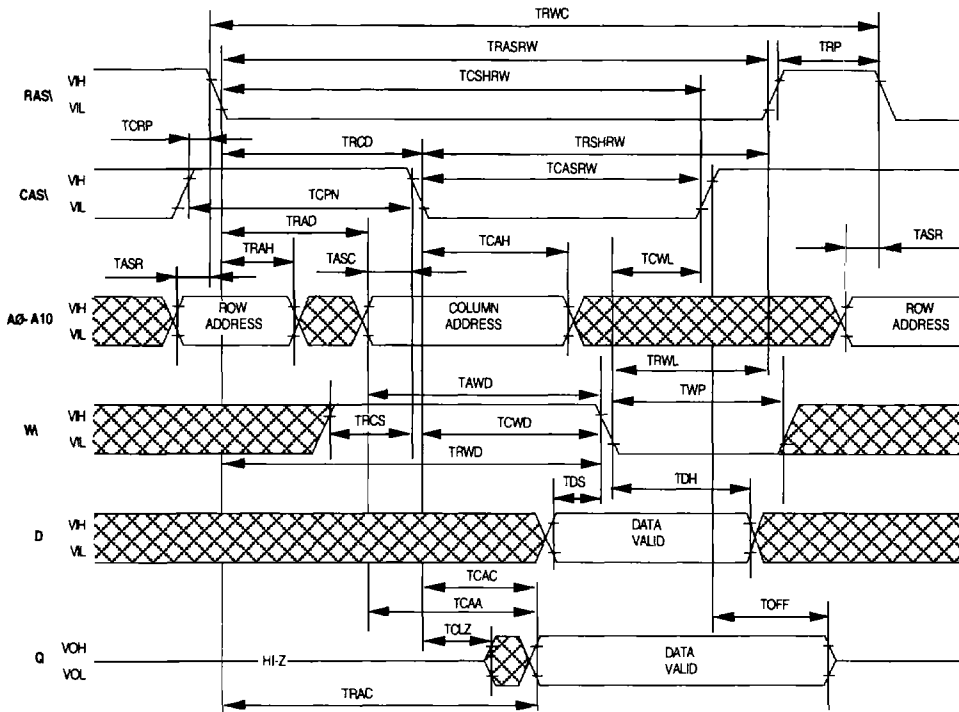 TRWC
TRASRW
TRP
TCSHRW
RAS\
VIH
VIL
TCRP
TRCD
TRSHRW
CAS\
VIH
VIL
TCPN
TCASRW
TRAD
TRAH
TASC
TCAH
TASR
TCWL
TASR
AØ-A10
VIH
VIL
ROW
ADDRESS
COLUMN
ADDRESS
ROW
ADDRESS
TRWL
TAWD
TWP
W\
VIH
VIL
TRCS
TCWD
TRWD
TDS
TDH
D
VIH
VIL
DATA
VALID
TCAC
TCAA
TOFF
TCLZ
Q
VOH
VOL
HI-Z
DATA
VALID
TRAC